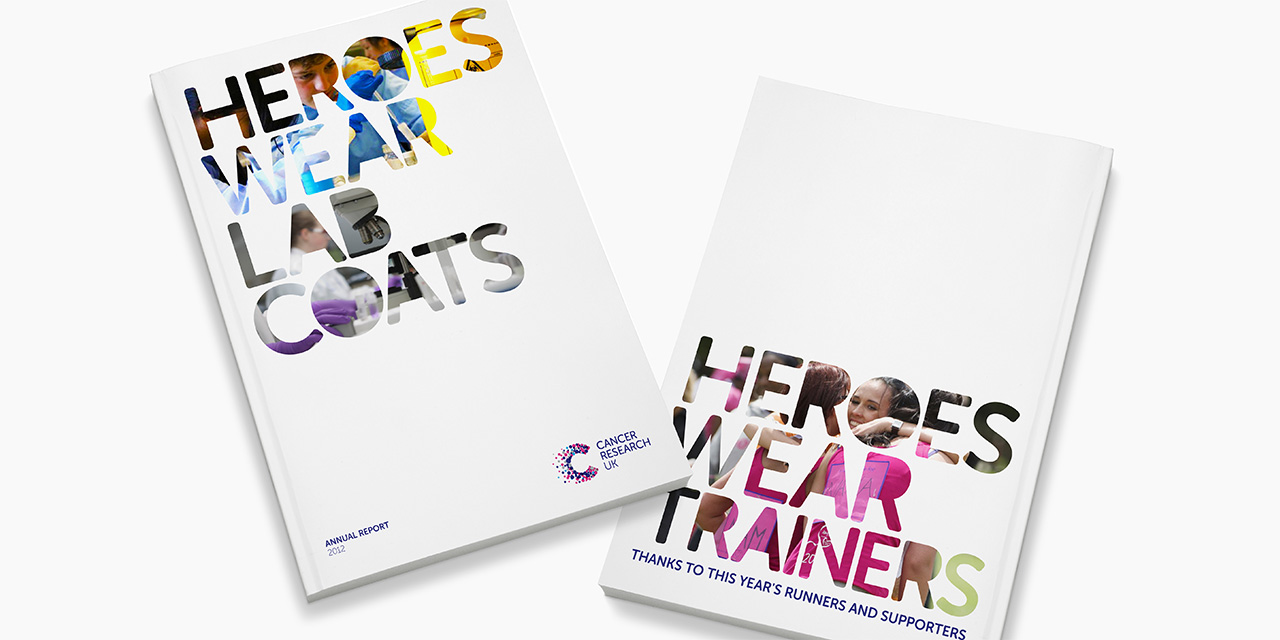 HEROES
WEAR
LAB
COATS
CANCER
RESEARCH
UK
ANNUAL REPORT
2012
HEROES
WEAR
TRAINERS
THANKS TO THIS YEAR'S RUNNERS AND SUPPORTERS